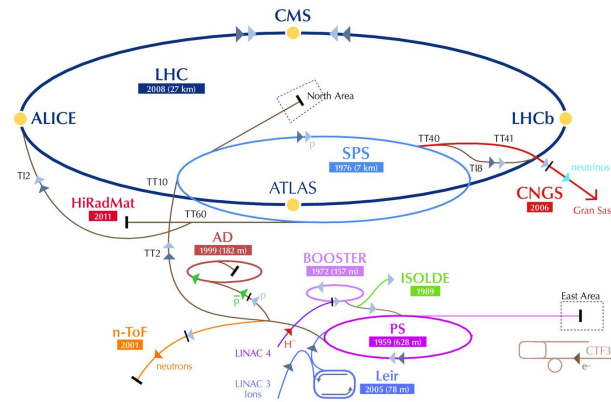 CMS
LHC
2008 (27 km)
North Area
ALICE
LHCb
TT40
TT41
SPS
1976 (7 km)
p
TI8
TI2
TT10
neutrinos
HiRadMat
2011
ATLAS
CNGS
2006
Gran Sas
TT60
AD
1999 (182 m)
TT2
BOOSTER
1972 (157 m)
ISOLDE
1989
p
p̅
East Area
n-ToF
2001
neutrons
LINAC 4
H⁻
PS
1959 (628 m)
LINAC 3
Ions
Leir
2005 (78 m)
CTF3
e-